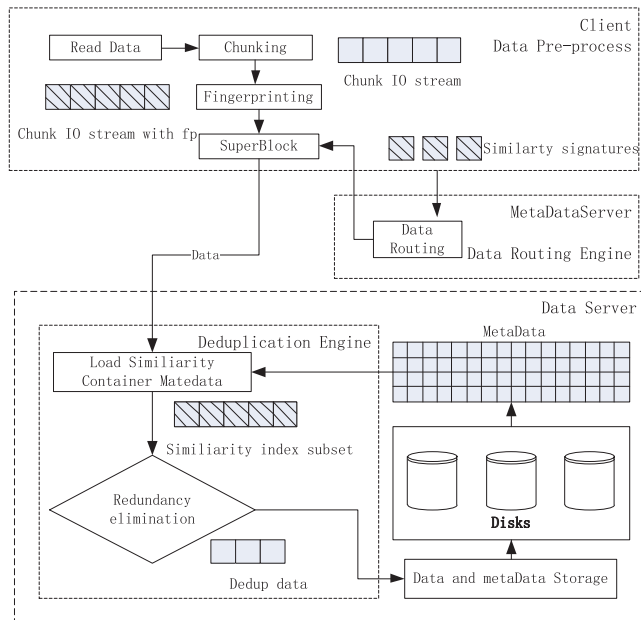 Client
Data Pre-process
Read Data
Chunking
Chunk IO stream
Fingerprinting
Chunk IO stream with fp
SuperBlock
Similarty signatures
MetaDataServer
Data
Routing
Data Routing Engine
Data
Data Server
MetaData
Deduplication Engine
Load Similiarity
Container Matedata
Similiarity index subset
Redundancy
elimination
Disks
Dedup data
Data and metaData Storage